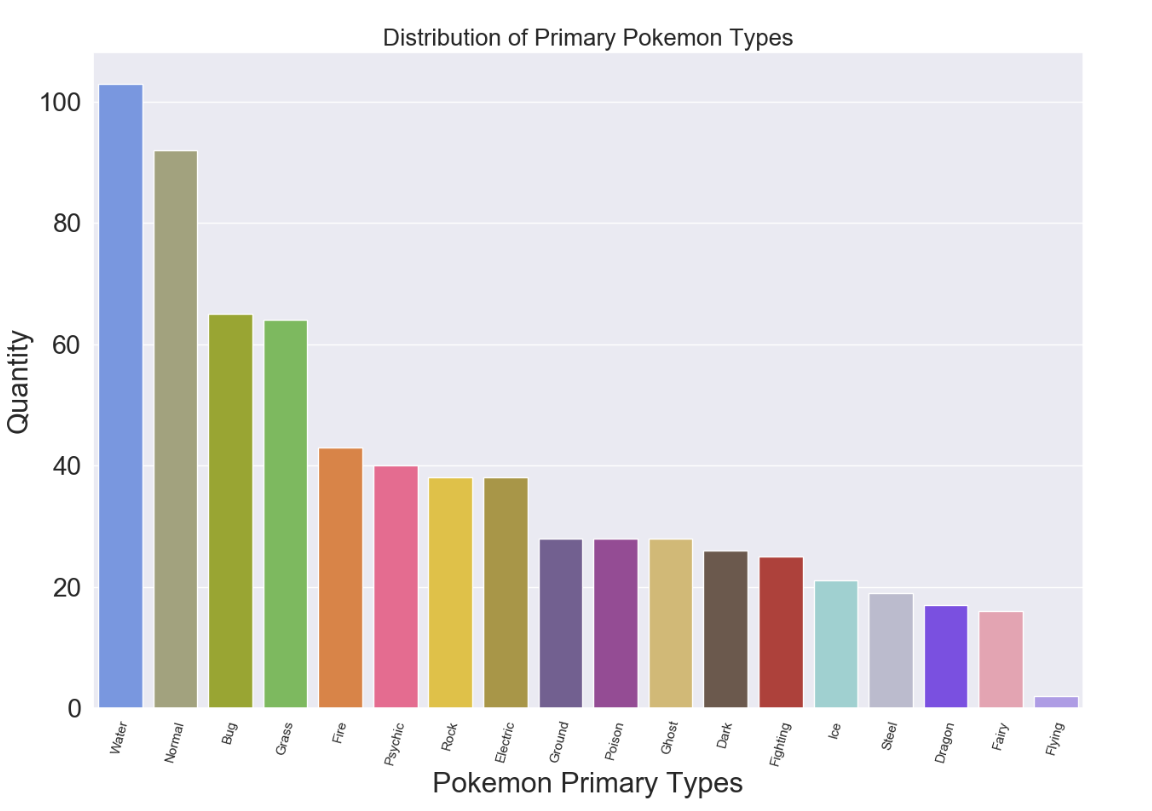 Distribution of Primary Pokemon Types
Quantity
100
80
60
40
20
0
Water Normal Bug Grass Fire Psychic Rock Electric Ground Poison Ghost Dark Fighting Ice Steel Dragon Fairy Flying
Pokemon Primary Types